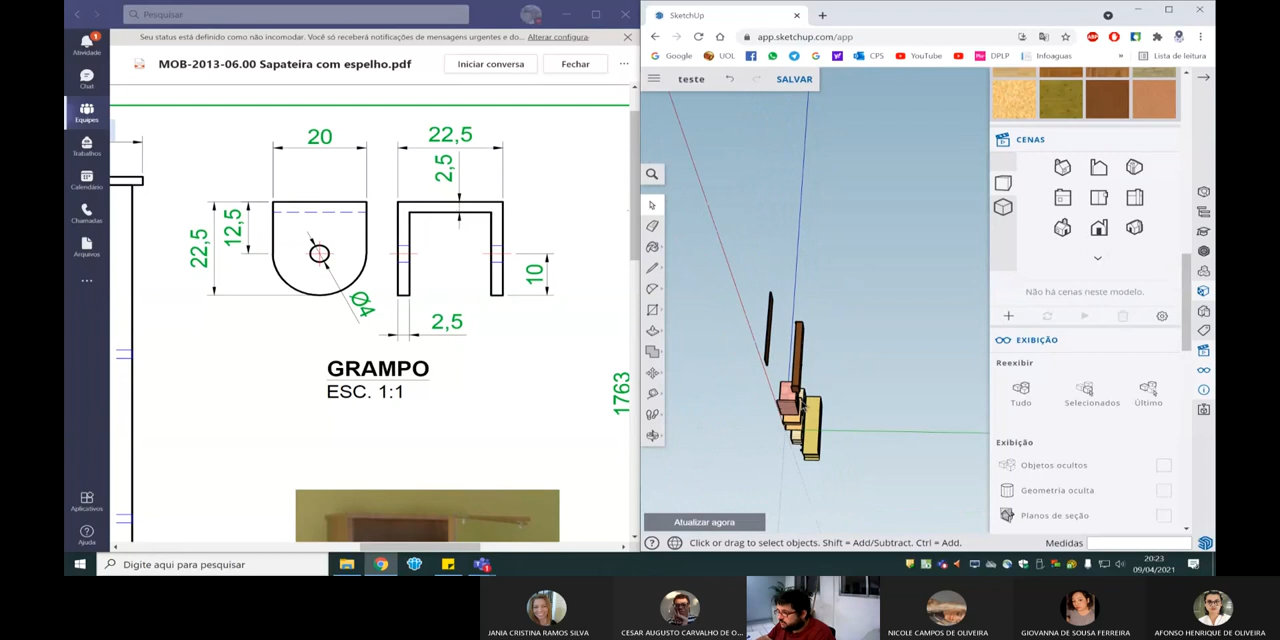 Pesquisar
Seu status está definido como não incomodar. Você receberá notificações de mensagens urgentes e do... Alterar configura.
MOB-2013-06.00 Sapateira com espelho.pdf
Iniciar conversa
Fechar
1
Atividade
Chat
Equipes
Trabalhos
Calendário
Chamadas
Arquivos
Aplicativos
Ajuda
20
22,5
2,5
12,5
22,5
10
Ø4
2,5
GRAMPO
ESC. 1:1
1763
SketchUp
app.sketchup.com/app
Google
UOL
CPS
YouTube
DPLP
Infoaguas
»
Lista de leitura
teste
SALVAR
CENAS
Não há cenas neste modelo.
EXIBIÇÃO
Reexibir
Tudo
Selecionados
Último
Exibição
Objetos ocultos
Geometria oculta
Planos de seção
Atualizar agora
Click or drag to select objects. Shift = Add/Subtract. Ctrl = Add.
Medidas
Digite aqui para pesquisar
20:23
09/04/2021
JANIA CRISTINA RAMOS SILVA
CESAR AUGUSTO CARVALHO DE O...
NICOLE CAMPOS DE OLIVEIRA
GIOVANNA DE SOUSA FERREIRA
AFONSO HENRIQUE DE OLIVEIRA